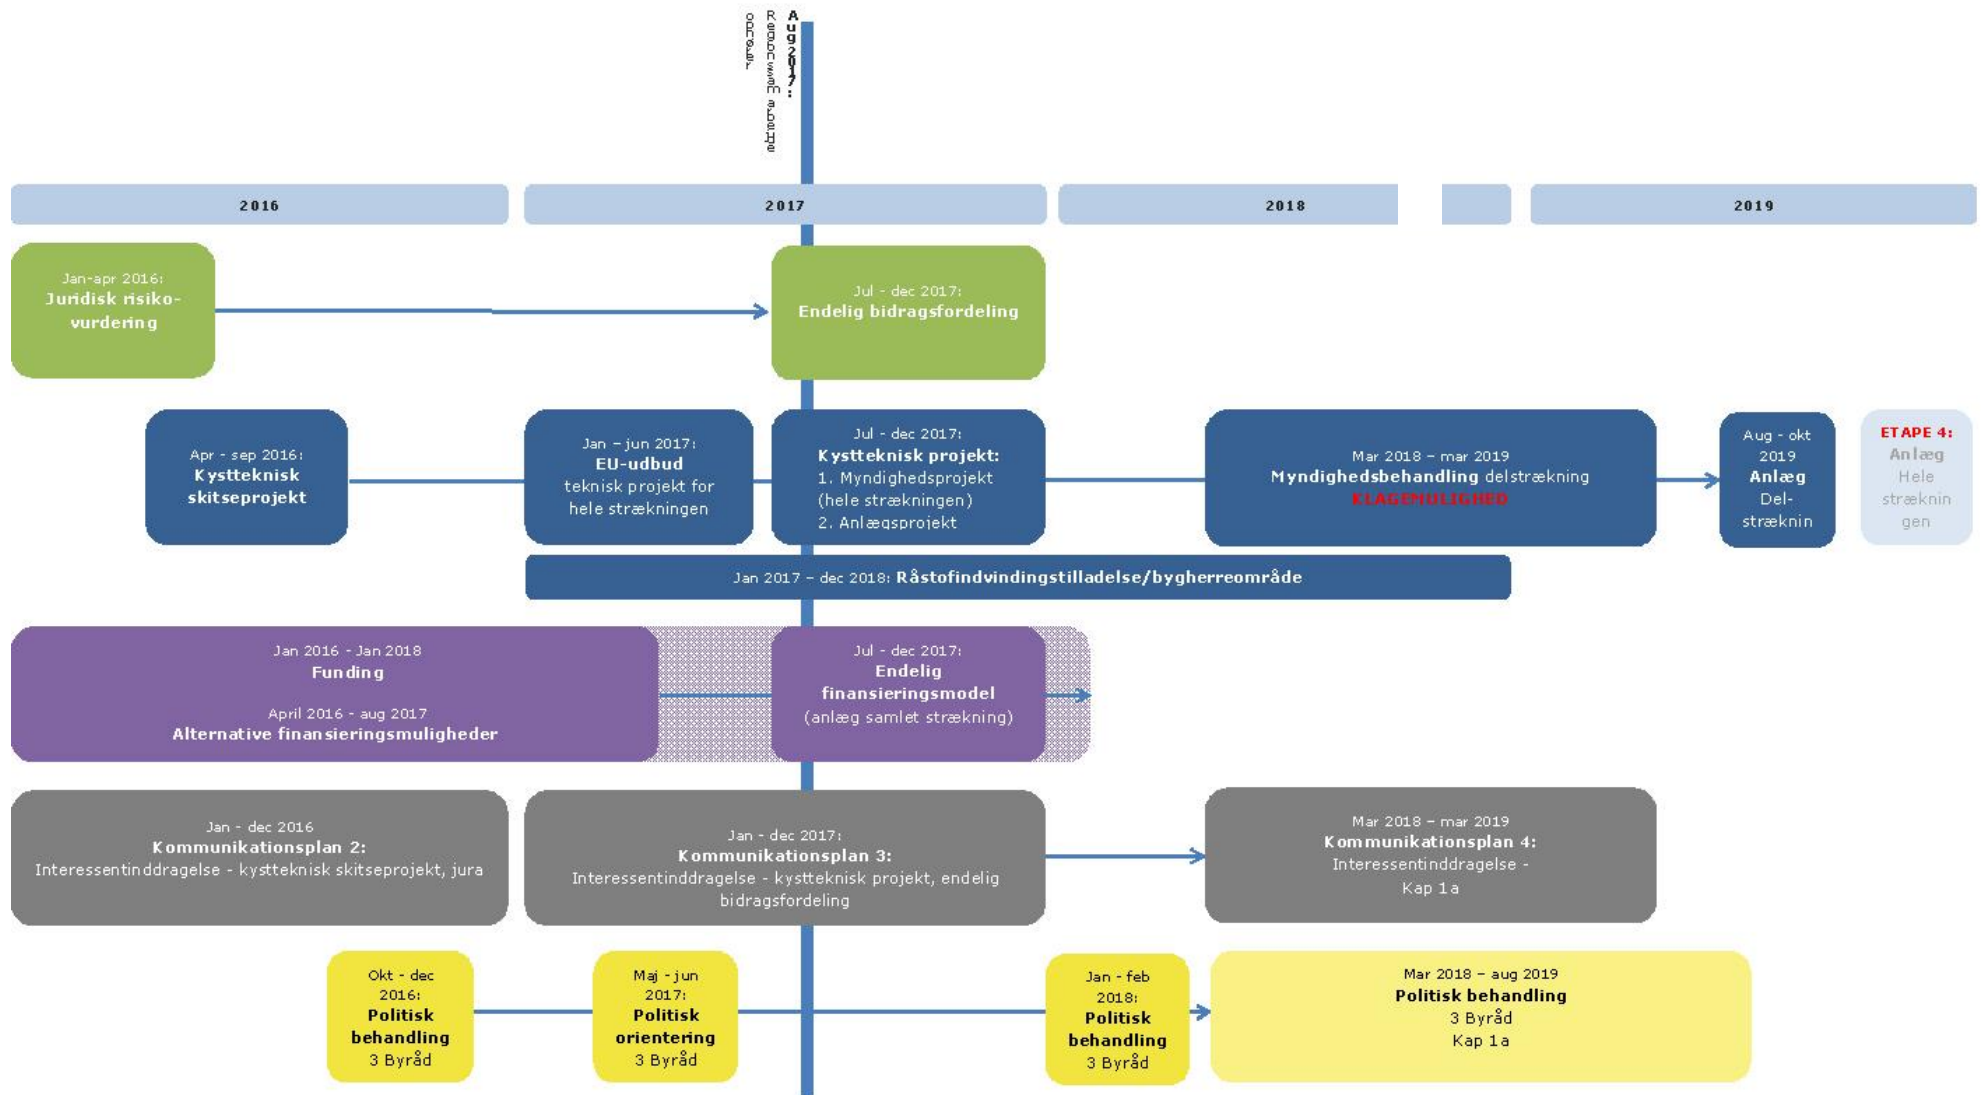 Aug 2017:
2016
2017
2018
2019
Jan-apr 2016:
Juridisk risiko-
vurdering
Jul - dec 2017:
Endelig bidragsfordeling
Apr - sep 2016:
Kystteknisk
skitseprojekt
Jan – jun 2017:
EU-udbud
teknisk projekt for
hele strækningen
Jul - dec 2017:
Kystteknisk projekt:
1. Myndighedsprojekt
(hele strækningen)
2. Anlægsprojekt
Mar 2018 – mar 2019
Myndighedsbehandling delstrækning
KLAGEMULIGHED
Aug - okt
2019
Anlæg
Del-
stræknin
ETAPE 4:
Anlæg
Hele
stræknin
gen
Jan 2017 – dec 2018: Råstofindvindingstilladelse/bygherreområde
Jan 2016 - Jan 2018
Funding
April 2016 - aug 2017
Alternative finansieringsmuligheder
Jul - dec 2017:
Endelig
finansieringsmodel
(anlæg samlet strækning)
Jan - dec 2016
Kommunikationsplan 2:
Interessentinddragelse - kystteknisk skitseprojekt, jura
Jan - dec 2017:
Kommunikationsplan 3:
Interessentinddragelse - kystteknisk projekt, endelig
bidragsfordeling
Mar 2018 – mar 2019
Kommunikationsplan 4:
Interessentinddragelse -
Kap 1a
Okt - dec
2016:
Politisk
behandling
3 Byråd
Maj - jun
2017:
Politisk
orientering
3 Byråd
Jan - feb
2018:
Politisk
behandling
3 Byråd
Mar 2018 – aug 2019
Politisk behandling
3 Byråd
Kap 1a